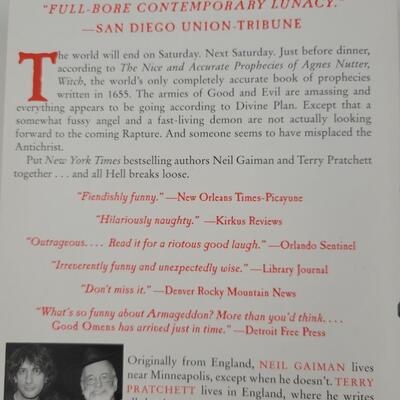 "FULL-BORE CONTEMPORARY LUNACY."
—SAN DIEGO UNION-TRIBUNE
The world will end on Saturday. Next Saturday. Just before dinner,
according to The Nice and Accurate Prophecies of Agnes Nutter,
Witch, the world's only completely accurate book of prophecies
written in 1655. The armies of Good and Evil are amassing and
everything appears to be going according to Divine Plan. Except that a
somewhat fussy angel and a fast-living demon are not actually looking
forward to the coming Rapture. And someone seems to have misplaced the
Antichrist.
Put New York Times bestselling authors Neil Gaiman and Terry Pratchett
together . . . and all Hell breaks loose.
"Fiendishly funny." —New Orleans Times-Picayune
"Hilariously naughty." —Kirkus Reviews
"Outrageous. . . . Read it for a riotous good laugh." —Orlando Sentinel
"Irreverently funny and unexpectedly wise." —Library Journal
"Don't miss it." —Denver Rocky Mountain News
"What's so funny about Armageddon? More than you'd think. . . .
Good Omens has arrived just in time." —Detroit Free Press
Originally from England, NEIL GAIMAN lives
near Minneapolis, except when he doesn't. TERRY
PRATCHETT lives in England, where he writes